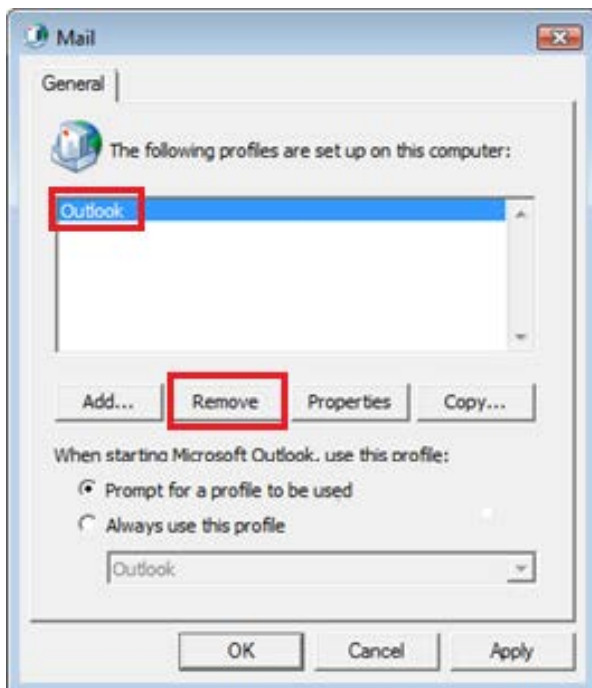 Mail
General
The following profiles are set up on this computer:
Outlook
Add... Remove Properties Copy...
When starting Microsoft Outlook, use this profile:
Prompt for a profile to be used
Always use this profile
Outlook
OK Cancel Apply